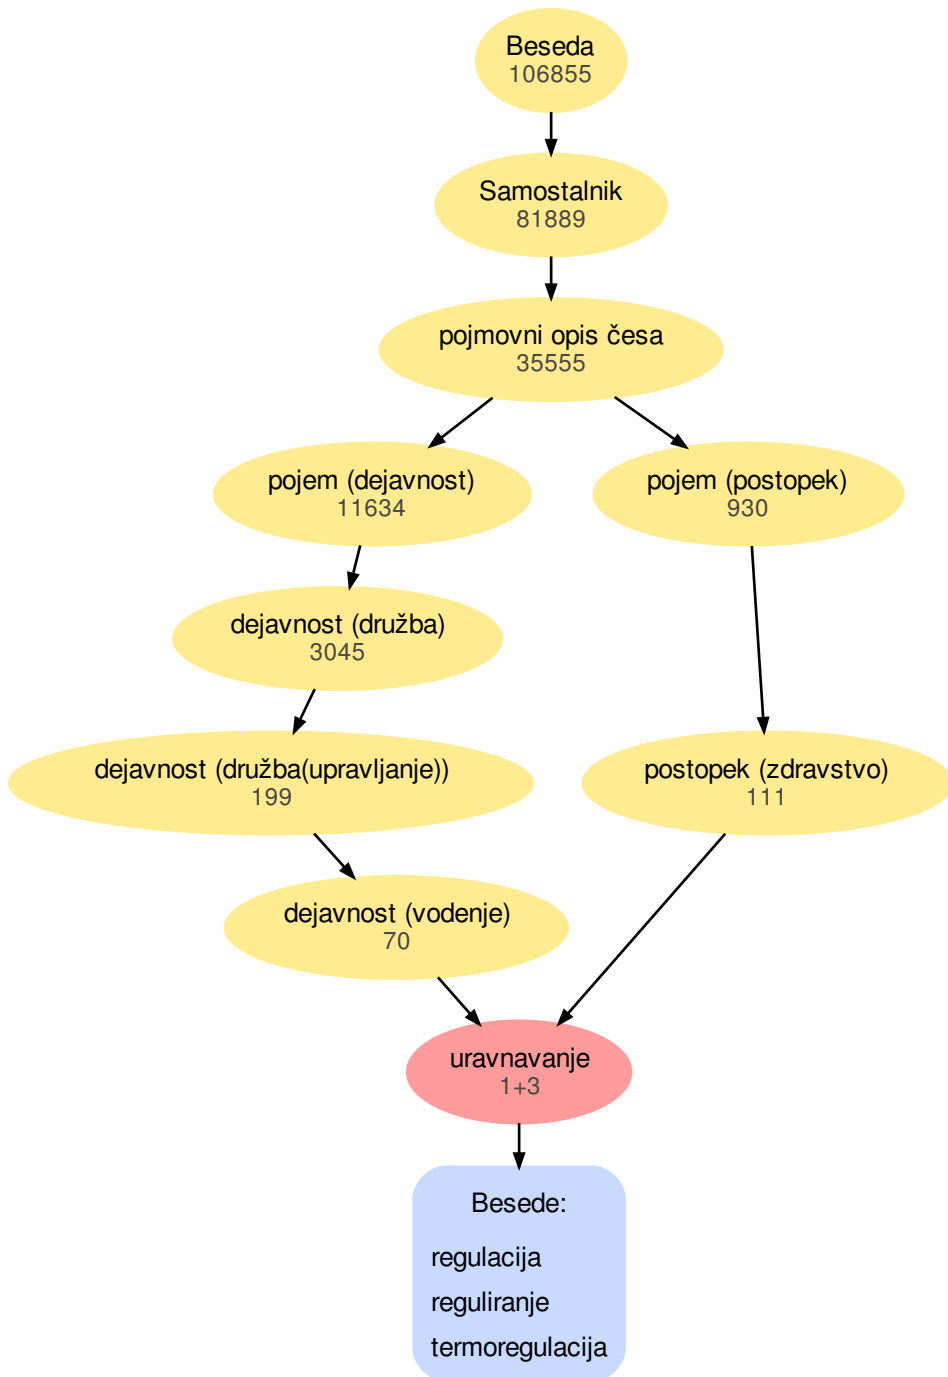 Beseda
106855
Samostalnik
81889
pojmovni opis česa
35555
pojem (dejavnost)
11634
pojem (postopek)
930
dejavnost (družba)
3045
dejavnost (družba(upravljanje))
199
postopek (zdravstvo)
111
dejavnost (vodenje)
70
uravnavanje
1+3
Besede:
regulacija
reguliranje
termoregulacija